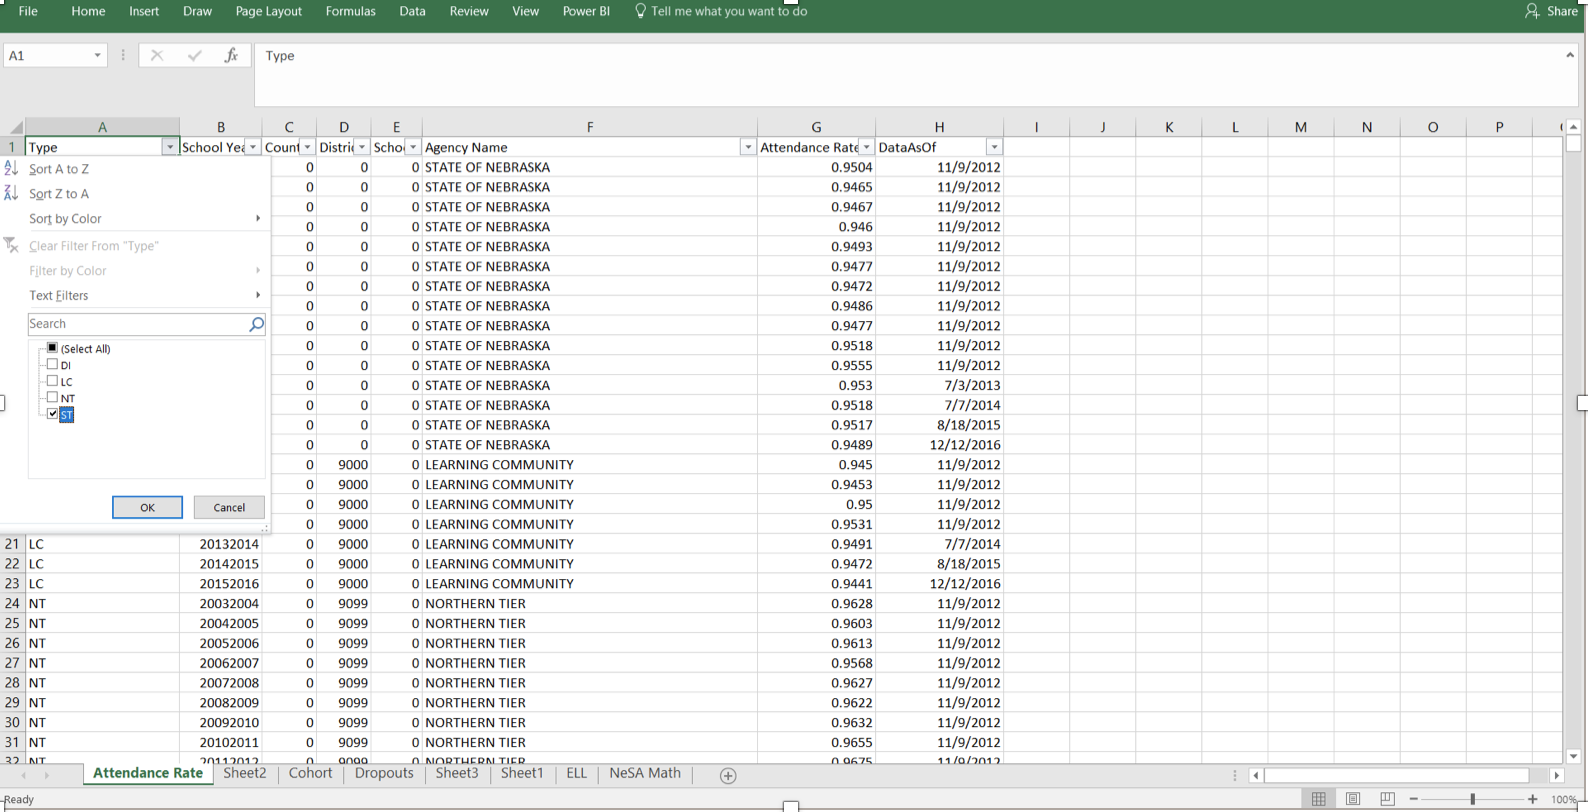 File Home Insert Draw Page Layout Formulas Data Review View Power BI Tell me what you want to do Share
A1 fx Type
A B C D E F G H I J K L M N O P
1 Type School Yea Count Distric Schoo Agency Name Attendance Rate DataAsOf
Sort A to Z
Sort Z to A
Sort by Color
Clear Filter From "Type"
Filter by Color
Text Filters
Search
(Select All)
DI
LC
NT
ST
OK Cancel
0 0 0 STATE OF NEBRASKA 0.9504 11/9/2012
0 0 0 STATE OF NEBRASKA 0.9465 11/9/2012
0 0 0 STATE OF NEBRASKA 0.9467 11/9/2012
0 0 0 STATE OF NEBRASKA 0.946 11/9/2012
0 0 0 STATE OF NEBRASKA 0.9493 11/9/2012
0 0 0 STATE OF NEBRASKA 0.9477 11/9/2012
0 0 0 STATE OF NEBRASKA 0.9472 11/9/2012
0 0 0 STATE OF NEBRASKA 0.9486 11/9/2012
0 0 0 STATE OF NEBRASKA 0.9477 11/9/2012
0 0 0 STATE OF NEBRASKA 0.9518 11/9/2012
0 0 0 STATE OF NEBRASKA 0.9555 11/9/2012
0 0 0 STATE OF NEBRASKA 0.953 7/3/2013
0 0 0 STATE OF NEBRASKA 0.9518 7/7/2014
0 0 0 STATE OF NEBRASKA 0.9517 8/18/2015
0 0 0 STATE OF NEBRASKA 0.9489 12/12/2016
0 9000 0 LEARNING COMMUNITY 0.945 11/9/2012
0 9000 0 LEARNING COMMUNITY 0.9453 11/9/2012
0 9000 0 LEARNING COMMUNITY 0.95 11/9/2012
0 9000 0 LEARNING COMMUNITY 0.9531 11/9/2012
21 LC 20132014 0 9000 0 LEARNING COMMUNITY 0.9491 7/7/2014
22 LC 20142015 0 9000 0 LEARNING COMMUNITY 0.9472 8/18/2015
23 LC 20152016 0 9000 0 LEARNING COMMUNITY 0.9441 12/12/2016
24 NT 20032004 0 9099 0 NORTHERN TIER 0.9628 11/9/2012
25 NT 20042005 0 9099 0 NORTHERN TIER 0.9603 11/9/2012
26 NT 20052006 0 9099 0 NORTHERN TIER 0.9613 11/9/2012
27 NT 20062007 0 9099 0 NORTHERN TIER 0.9568 11/9/2012
28 NT 20072008 0 9099 0 NORTHERN TIER 0.9627 11/9/2012
29 NT 20082009 0 9099 0 NORTHERN TIER 0.9622 11/9/2012
30 NT 20092010 0 9099 0 NORTHERN TIER 0.9632 11/9/2012
31 NT 20102011 0 9099 0 NORTHERN TIER 0.9655 11/9/2012
32 NT 20112012 0 9099 0 NORTHERN TIER 0.9675 11/9/2012
Attendance Rate Sheet2 Cohort Dropouts Sheet3 Sheet1 ELL NeSA Math
Ready 100%